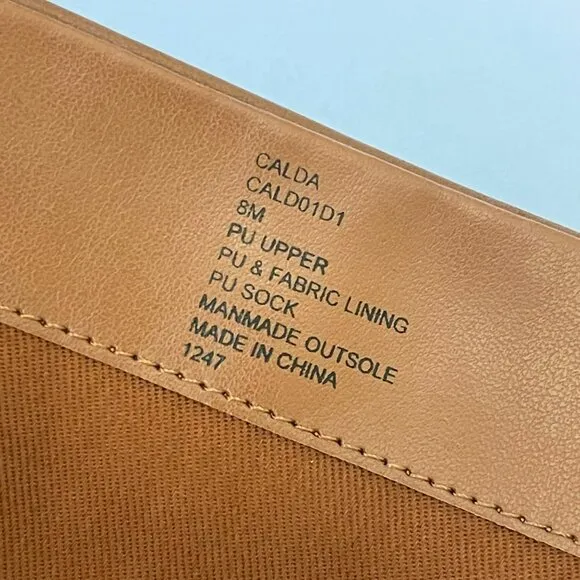 CALDA
CALD01D1
8M
PU UPPER
PU & FABRIC LINING
PU SOCK
MANMADE OUTSOLE
MADE IN CHINA
1247